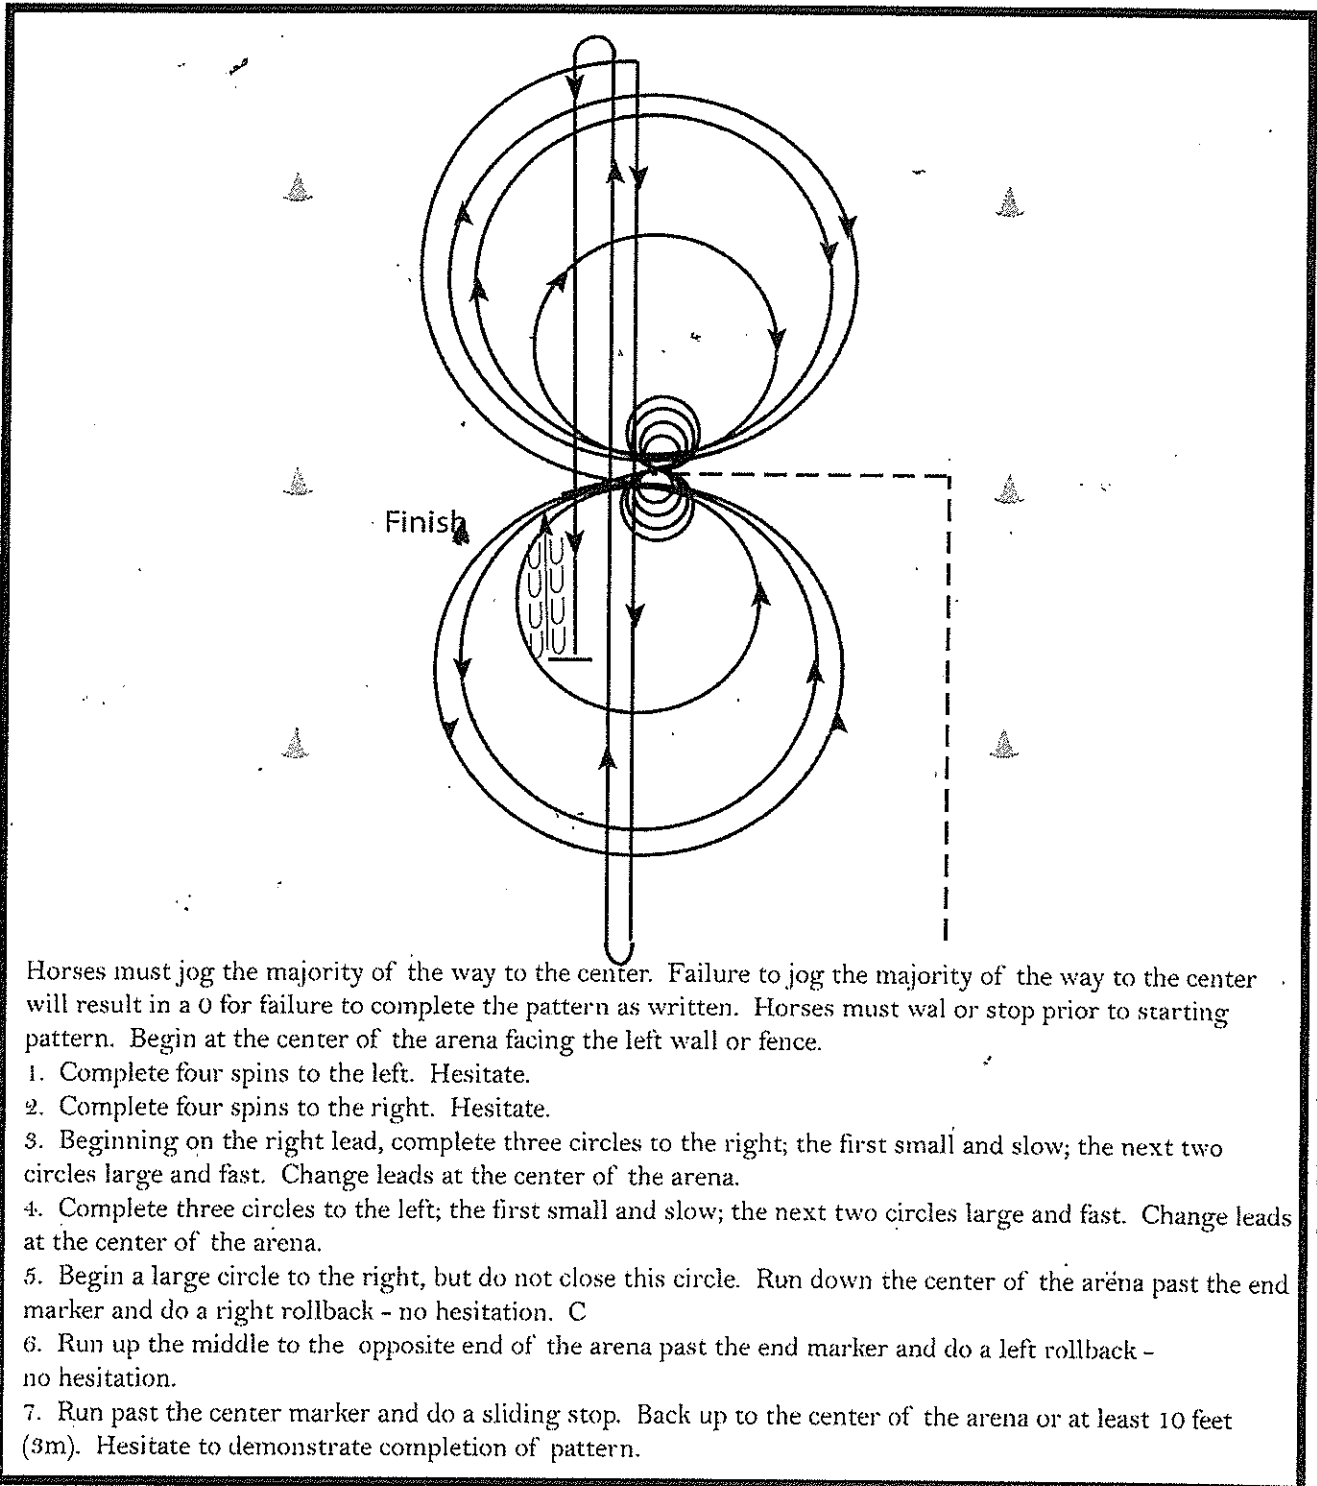 Finish
Horses must jog the majority of the way to the center. Failure to jog the majority of the way to the center
will result in a 0 for failure to complete the pattern as written. Horses must wal or stop prior to starting
pattern. Begin at the center of the arena facing the left wall or fence.
1. Complete four spins to the left. Hesitate.
2. Complete four spins to the right. Hesitate.
3. Beginning on the right lead, complete three circles to the right; the first small and slow; the next two
circles large and fast. Change leads at the center of the arena.
4. Complete three circles to the left; the first small and slow; the next two circles large and fast. Change leads
at the center of the arena.
5. Begin a large circle to the right, but do not close this circle. Run down the center of the arena past the end
marker and do a right rollback - no hesitation. C
6. Run up the middle to the opposite end of the arena past the end marker and do a left rollback -
no hesitation.
7. Run past the center marker and do a sliding stop. Back up to the center of the arena or at least 10 feet
(3m). Hesitate to demonstrate completion of pattern.